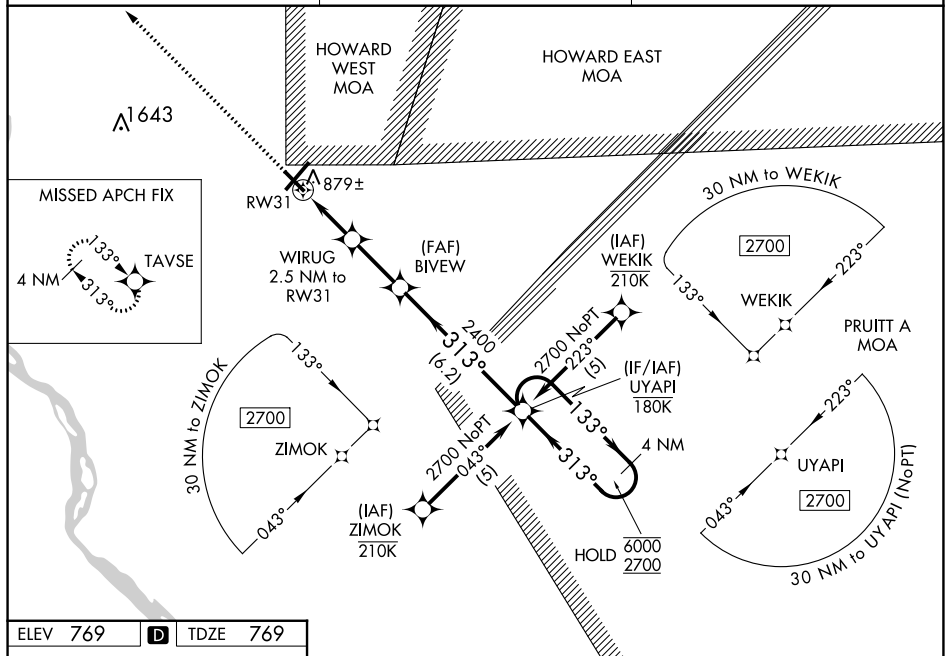 HOWARD
WEST
MOA
HOWARD EAST
MOA
1643
879±
RW31
MISSED APCH FIX
133°
TAVSE
4 NM
313°
WIRUG
2.5 NM to
RW31
(FAF)
BIVEW
(IAF)
WEKIK
210K
30 NM to WEKIK
2700
133°
223°
WEKIK
PRUITT A
MOA
2400
313°
(6.2)
2700 NoPT
223°
(5)
(IF/IAF)
UYAPI
180K
133°
313°
4 NM
HOLD
6000
2700
30 NM to ZIMOK
133°
2700
ZIMOK
043°
2700 NoPT
043°
(5)
(IAF)
ZIMOK
210K
223°
UYAPI
043°
2700
30 NM to UYAPI (NoPT)
ELEV 769 D TDZE 769